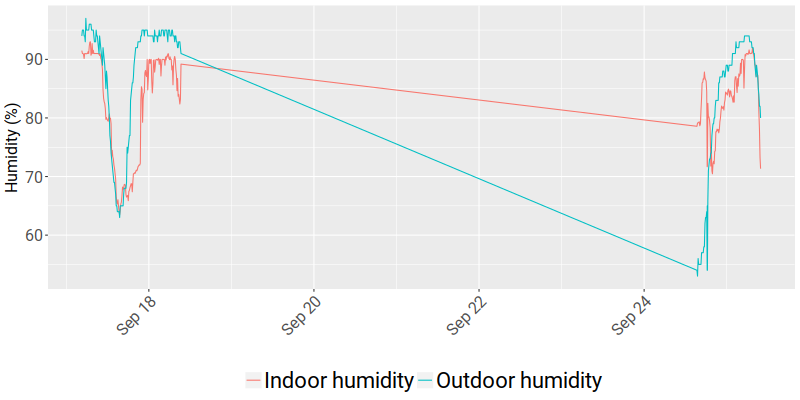 Humidity (%)
90
80
70
60
Sep 18
Sep 20
Sep 22
Sep 24
Indoor humidity
Outdoor humidity